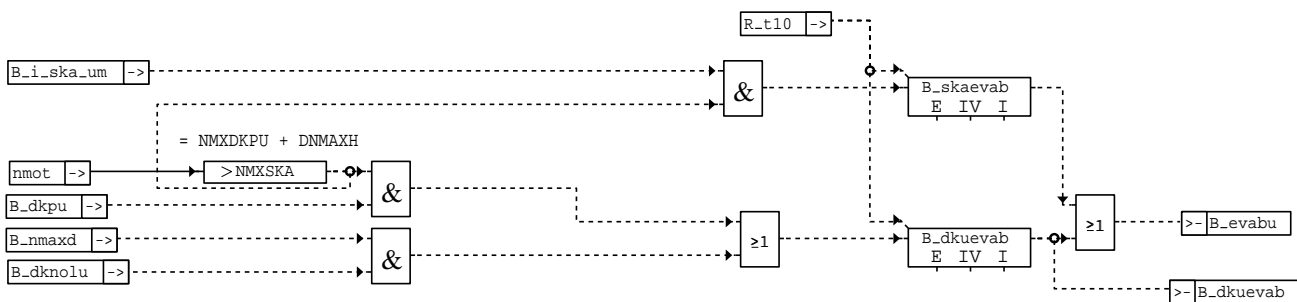 R_t10 ->
B_i_ska_um ->
&
B_skaevab
E IV I
= NMXDKPU + DNMAXH
nmot ->
>NMXSKA
&
B_dkpu ->
B_nmaxd ->
&
B_dknolu ->
≥1
B_dkuevab
E IV I
≥1
>- B_evabu
>- B_dkuevab